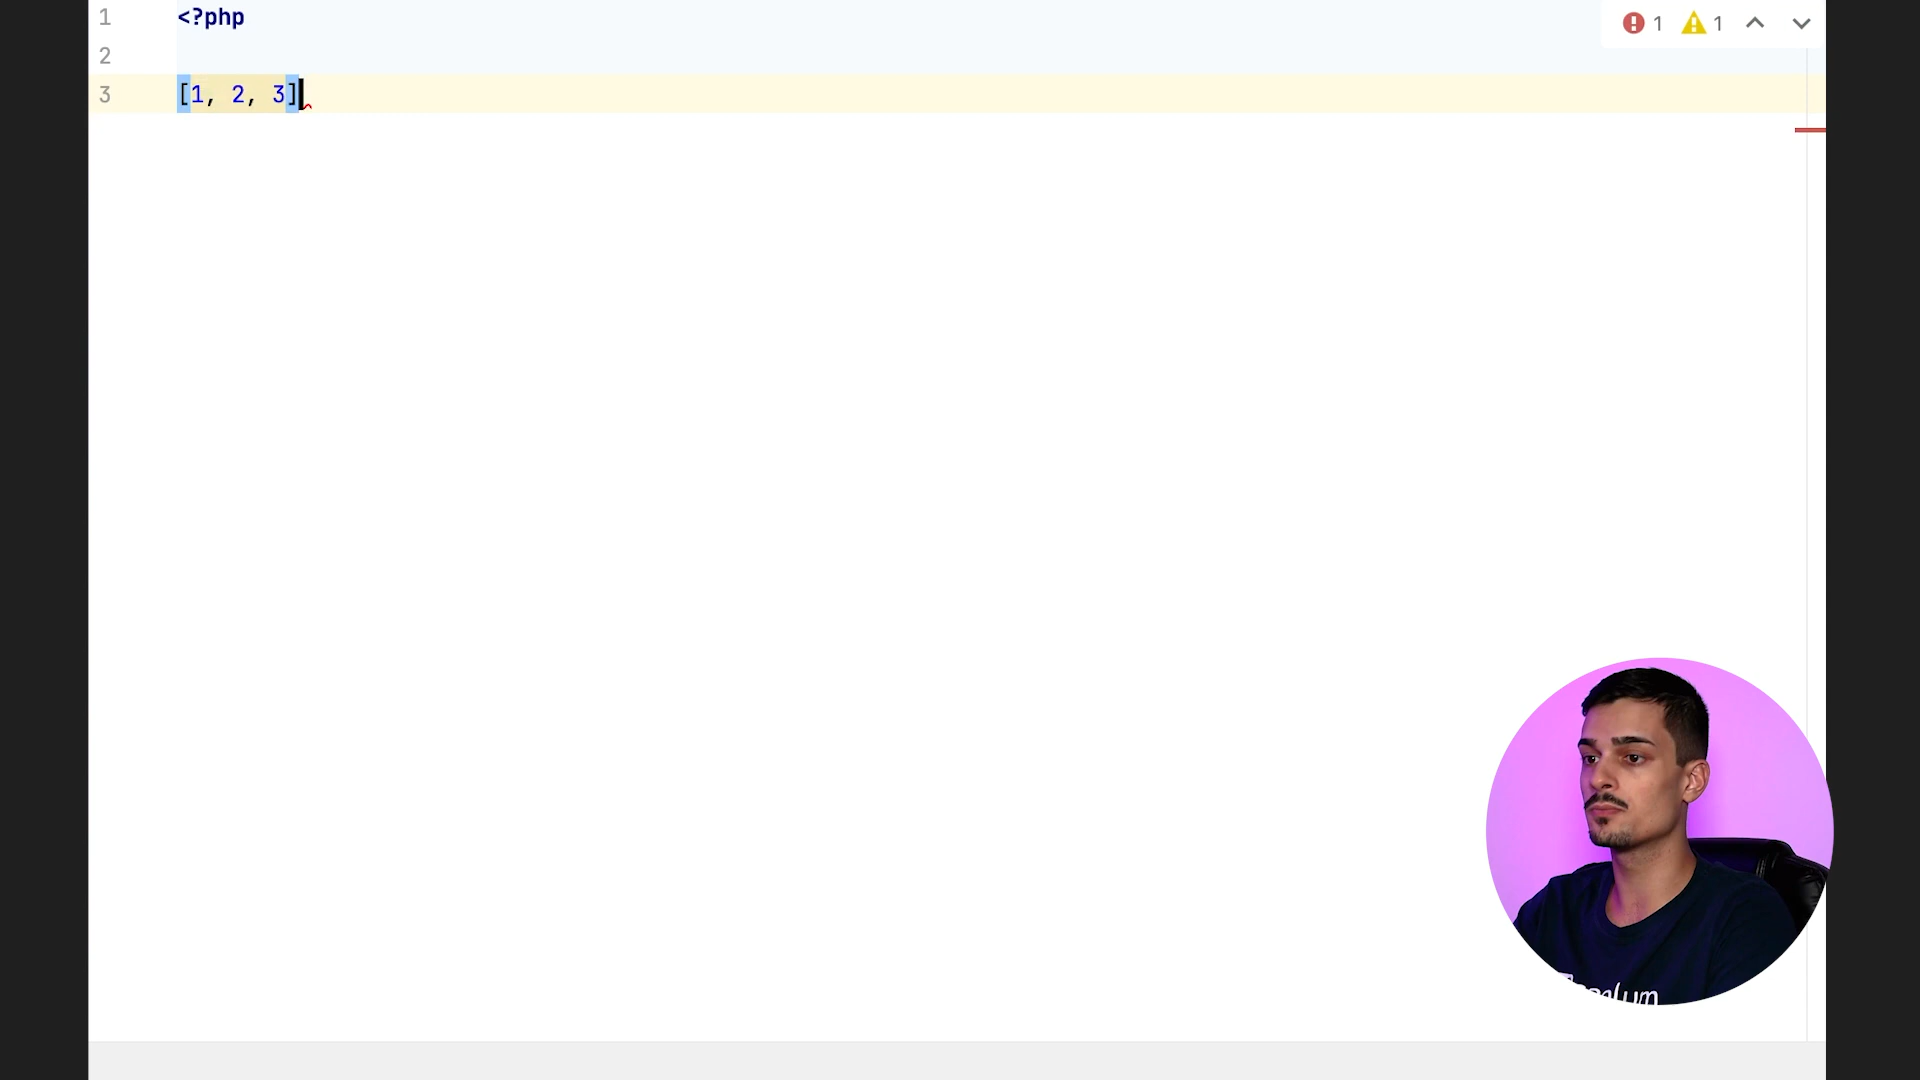 1 <?php
2
3 [1, 2, 3]
1 1